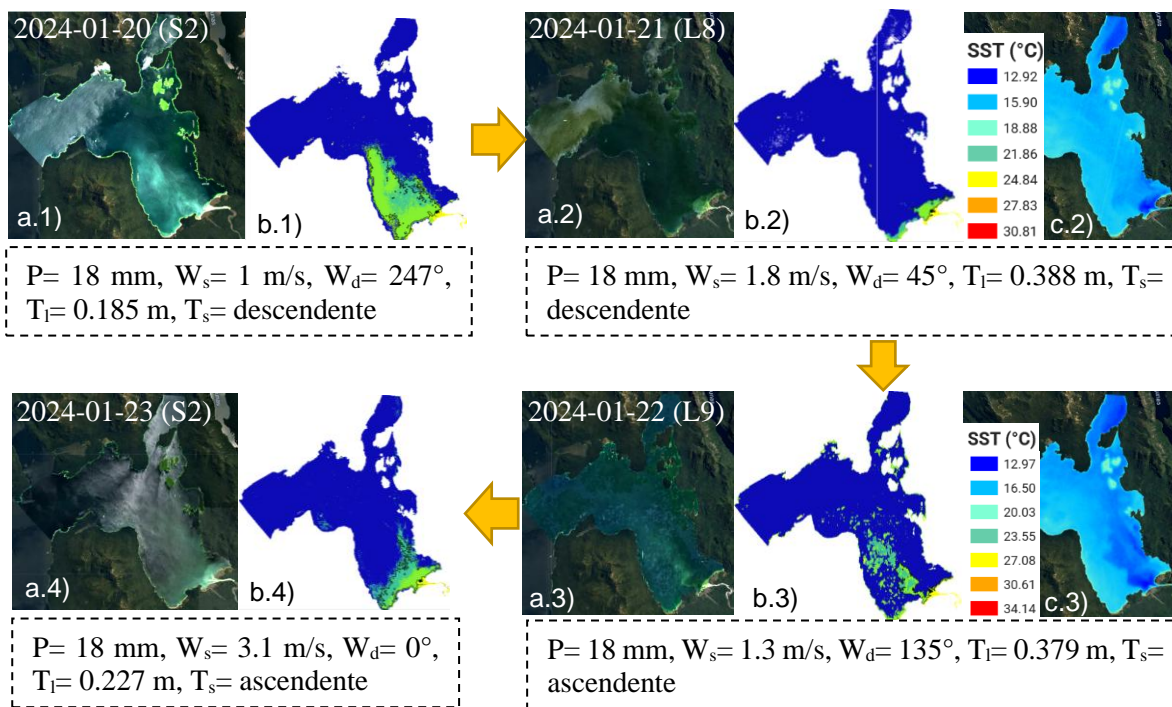 2024-01-20 (S2)
a.1)
b.1)
P= 18 mm, Ws= 1 m/s, Wd= 247°,
Tl= 0.185 m, Ts= descendente
2024-01-21 (L8)
a.2)
b.2)
SST (°C)
12.92
15.90
18.88
21.86
24.84
27.83
30.81
c.2)
P= 18 mm, Ws= 1.8 m/s, Wd= 45°, Tl= 0.388 m, Ts=
descendente
2024-01-23 (S2)
a.4)
b.4)
P= 18 mm, Ws= 3.1 m/s, Wd= 0°,
Tl= 0.227 m, Ts= ascendente
2024-01-22 (L9)
a.3)
b.3)
SST (°C)
12.97
16.50
20.03
23.55
27.08
30.61
34.14
c.3)
P= 18 mm, Ws= 1.3 m/s, Wd= 135°, Tl= 0.379 m, Ts=
ascendente